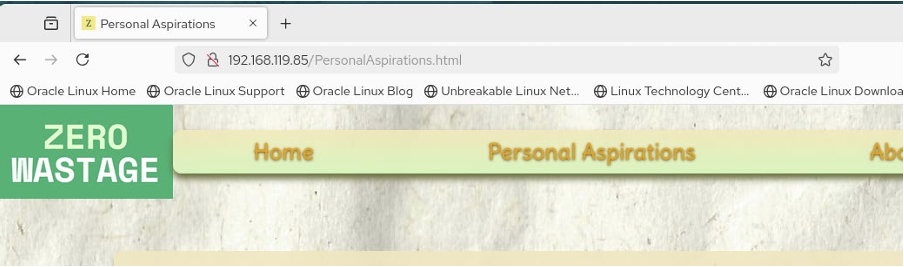 Z Personal Aspirations
192.168.119.85/PersonalAspirations.html
Oracle Linux Home Oracle Linux Support Oracle Linux Blog Unbreakable Linux Net... Linux Technology Cent... Oracle Linux Downloa
ZERO
WASTAGE
Home Personal Aspirations Abo